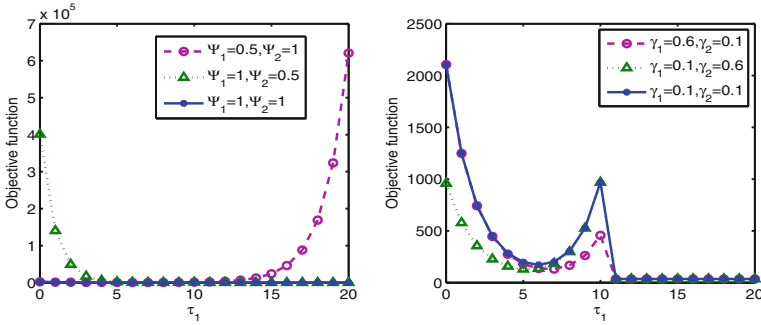 7 x 10⁵
6
5
4
3
2
1
0
Objective function
Ψ₁=0.5,Ψ₂=1
Ψ₁=1,Ψ₂=0.5
Ψ₁=1,Ψ₂=1
0 5 10 15 20
τ₁
2500
2000
1500
1000
500
0
Objective function
γ₁=0.6,γ₂=0.1
γ₁=0.1,γ₂=0.6
γ₁=0.1,γ₂=0.1
0 5 10 15 20
τ₁